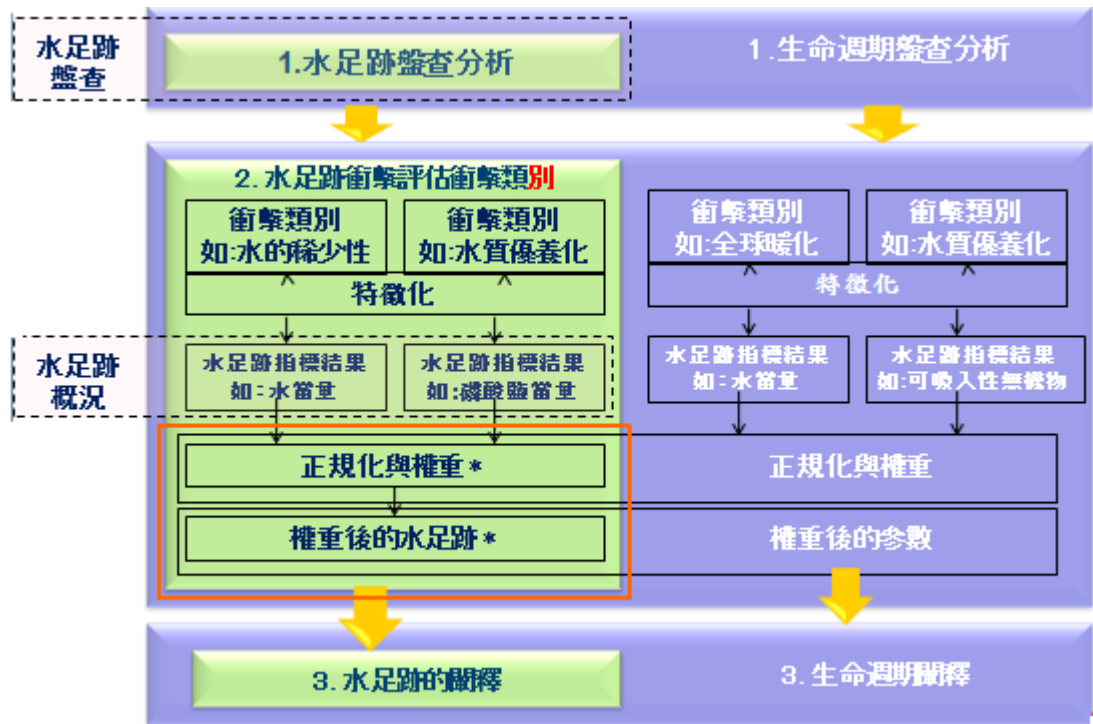 水足跡
盤查
1.水足跡盤查分析
1.生命週期盤查分析
2. 水足跡衝擊評估衝擊類別
衝擊類別
如:水的稀少性
衝擊類別
如:水質優養化
特徵化
衝擊類別
如:全球暖化
衝擊類別
如:水質優養化
特徵化
水足跡
概況
水足跡指標結果
如:水當量
水足跡指標結果
如:磷酸鹽當量
水足跡指標結果
如:水當量
水足跡指標結果
如:可吸入性無機物
正規化與權重*
正規化與權重
權重後的水足跡*
權重後的參數
3. 水足跡的闡釋
3. 生命週期闡釋